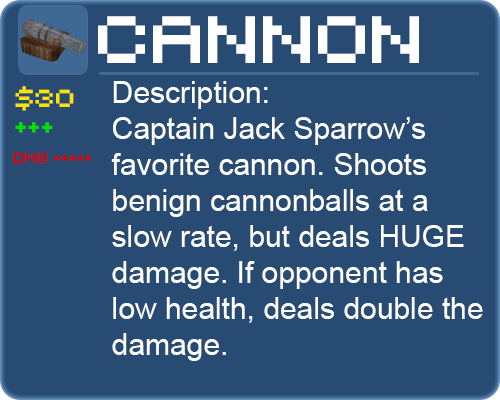 CANNON
$30
+++
DMG +++++
Description:
Captain Jack Sparrow’s
favorite cannon. Shoots
benign cannonballs at a
slow rate, but deals HUGE
damage. If opponent has
low health, deals double the
damage.